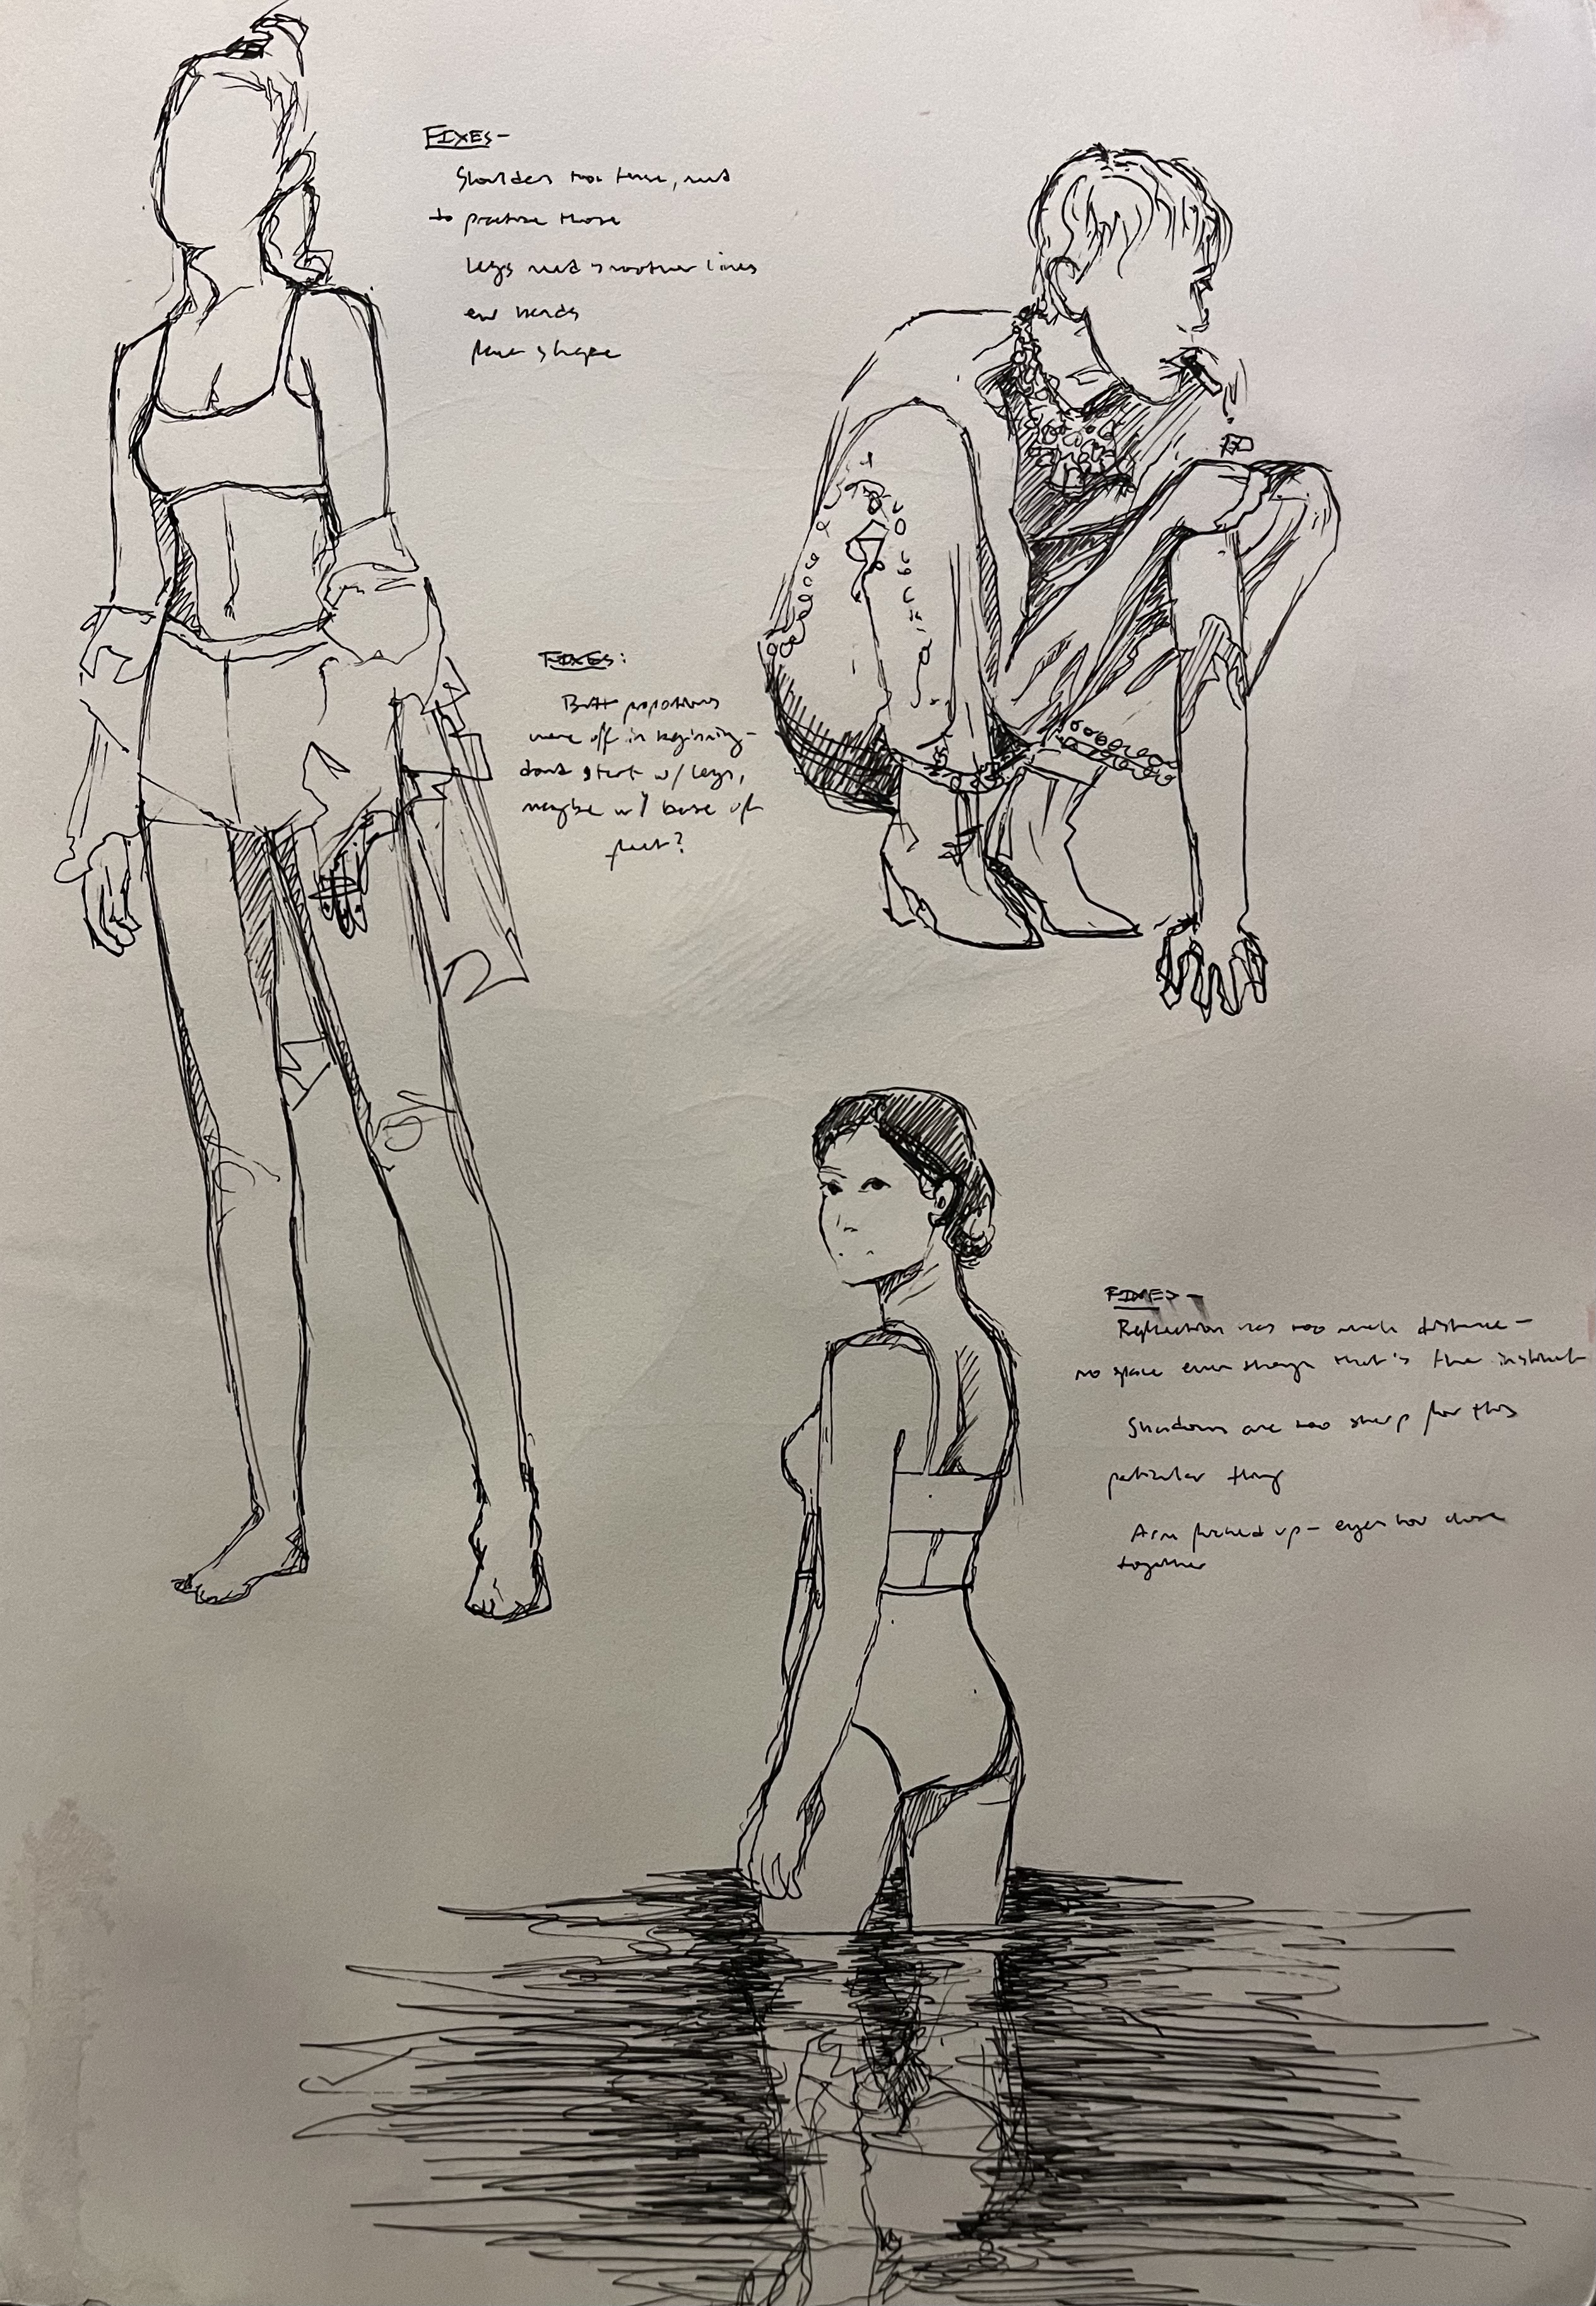 FIXES-
Shoulders too tense, need
to practice those
Legs need smoother lines
and hands
face shape
FIXES:
Butt proportions
were off in beginning-
dont start w/ legs,
maybe w/ base of
feet?
FIXES-
Reflection was too much distance-
no space even though that's the instinct
Shadows are too sharp for this
particular thing
Arm fucked up- eyes too close
together